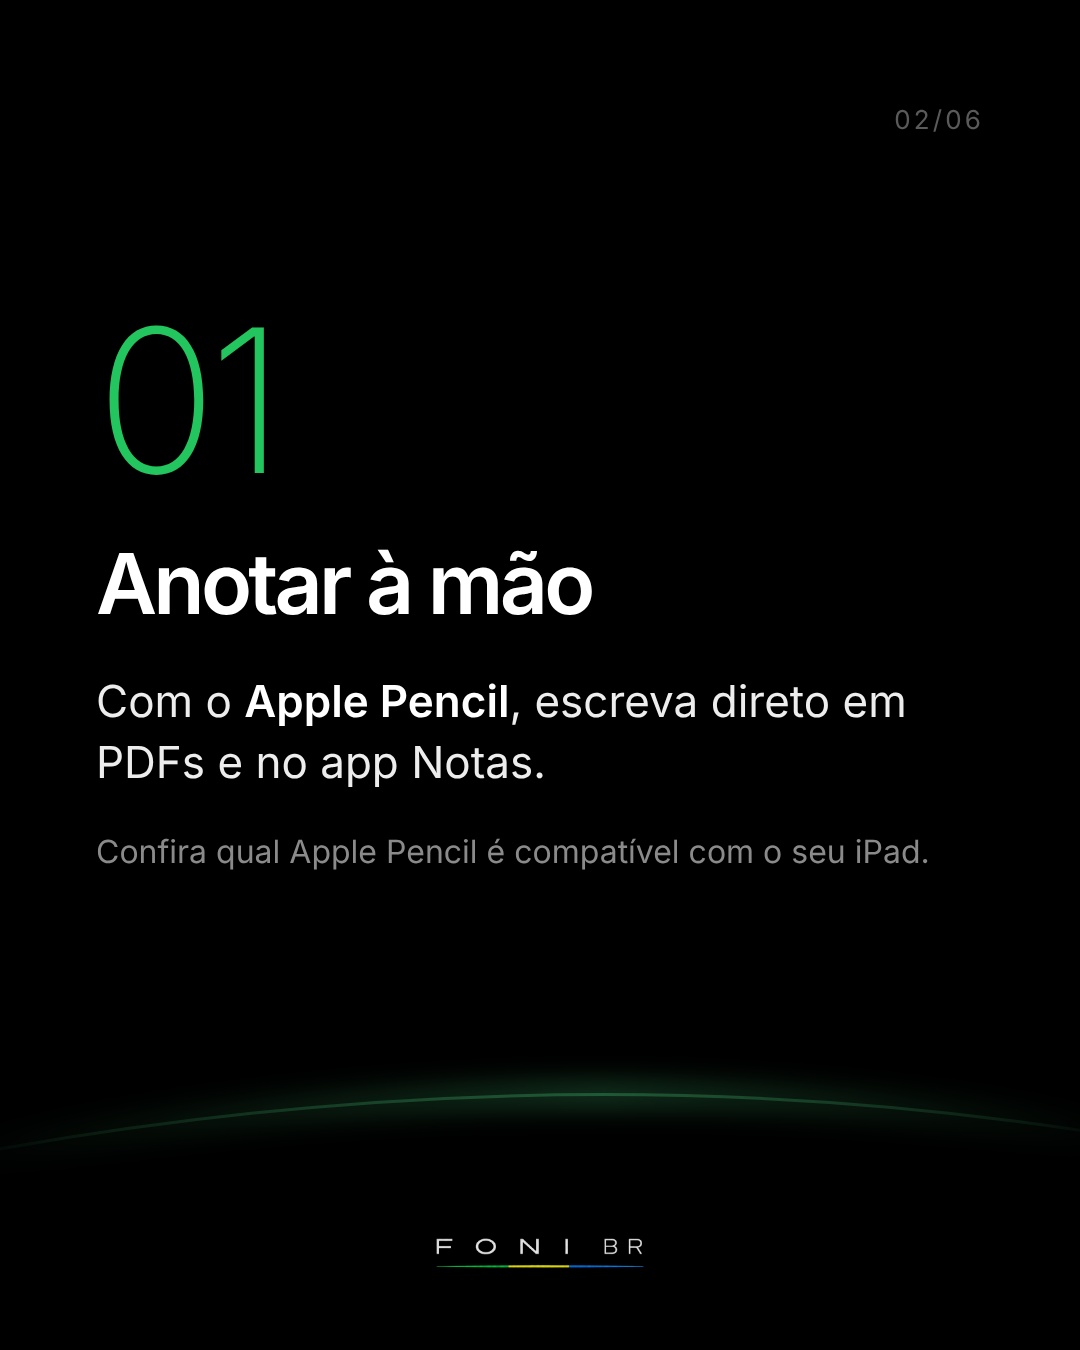 02/06
01
Anotar à mão
Com o Apple Pencil, escreva direto em
PDFs e no app Notas.
Confira qual Apple Pencil é compatível com o seu iPad.
FONI BR